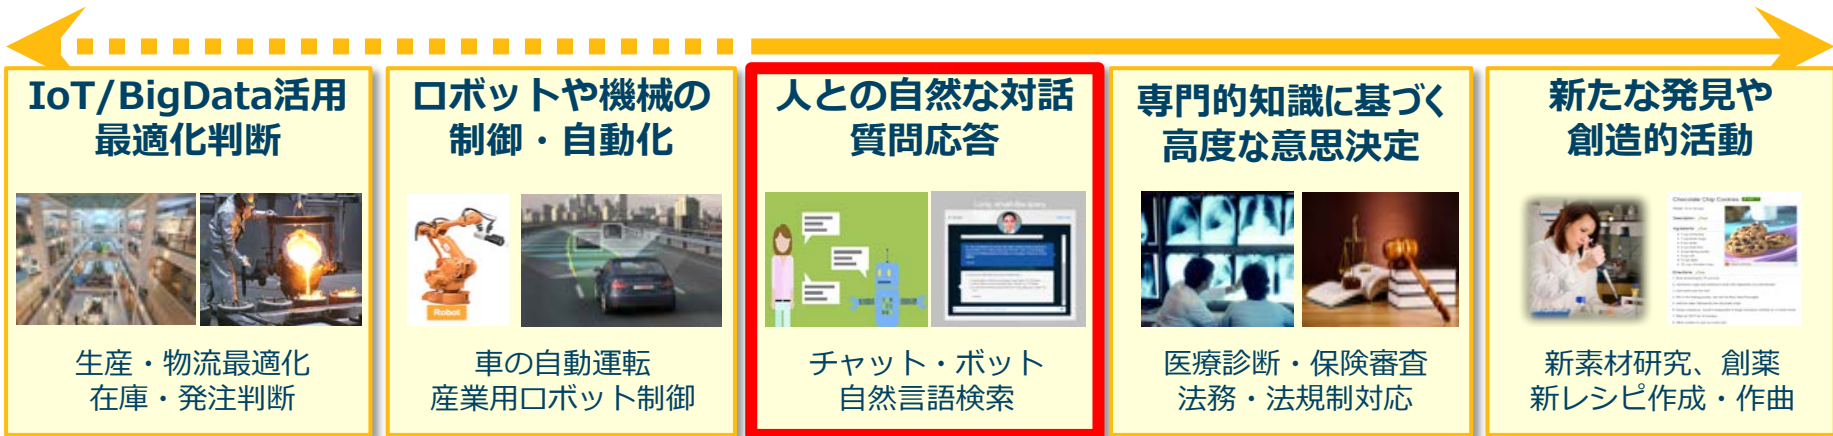 IoT/BigData活用
最適化判断
生産・物流最適化
在庫・発注判断
ロボットや機械の
制御・自動化
Robot
車の自動運転
産業用ロボット制御
人との自然な対話
質問応答
チャット・ボット
自然言語検索
専門的知識に基づく
高度な意思決定
医療診断・保険審査
法務・法規制対応
新たな発見や
創造的活動
Chocolate Chip Cookies
新素材研究、創薬
新レシピ作成・作曲